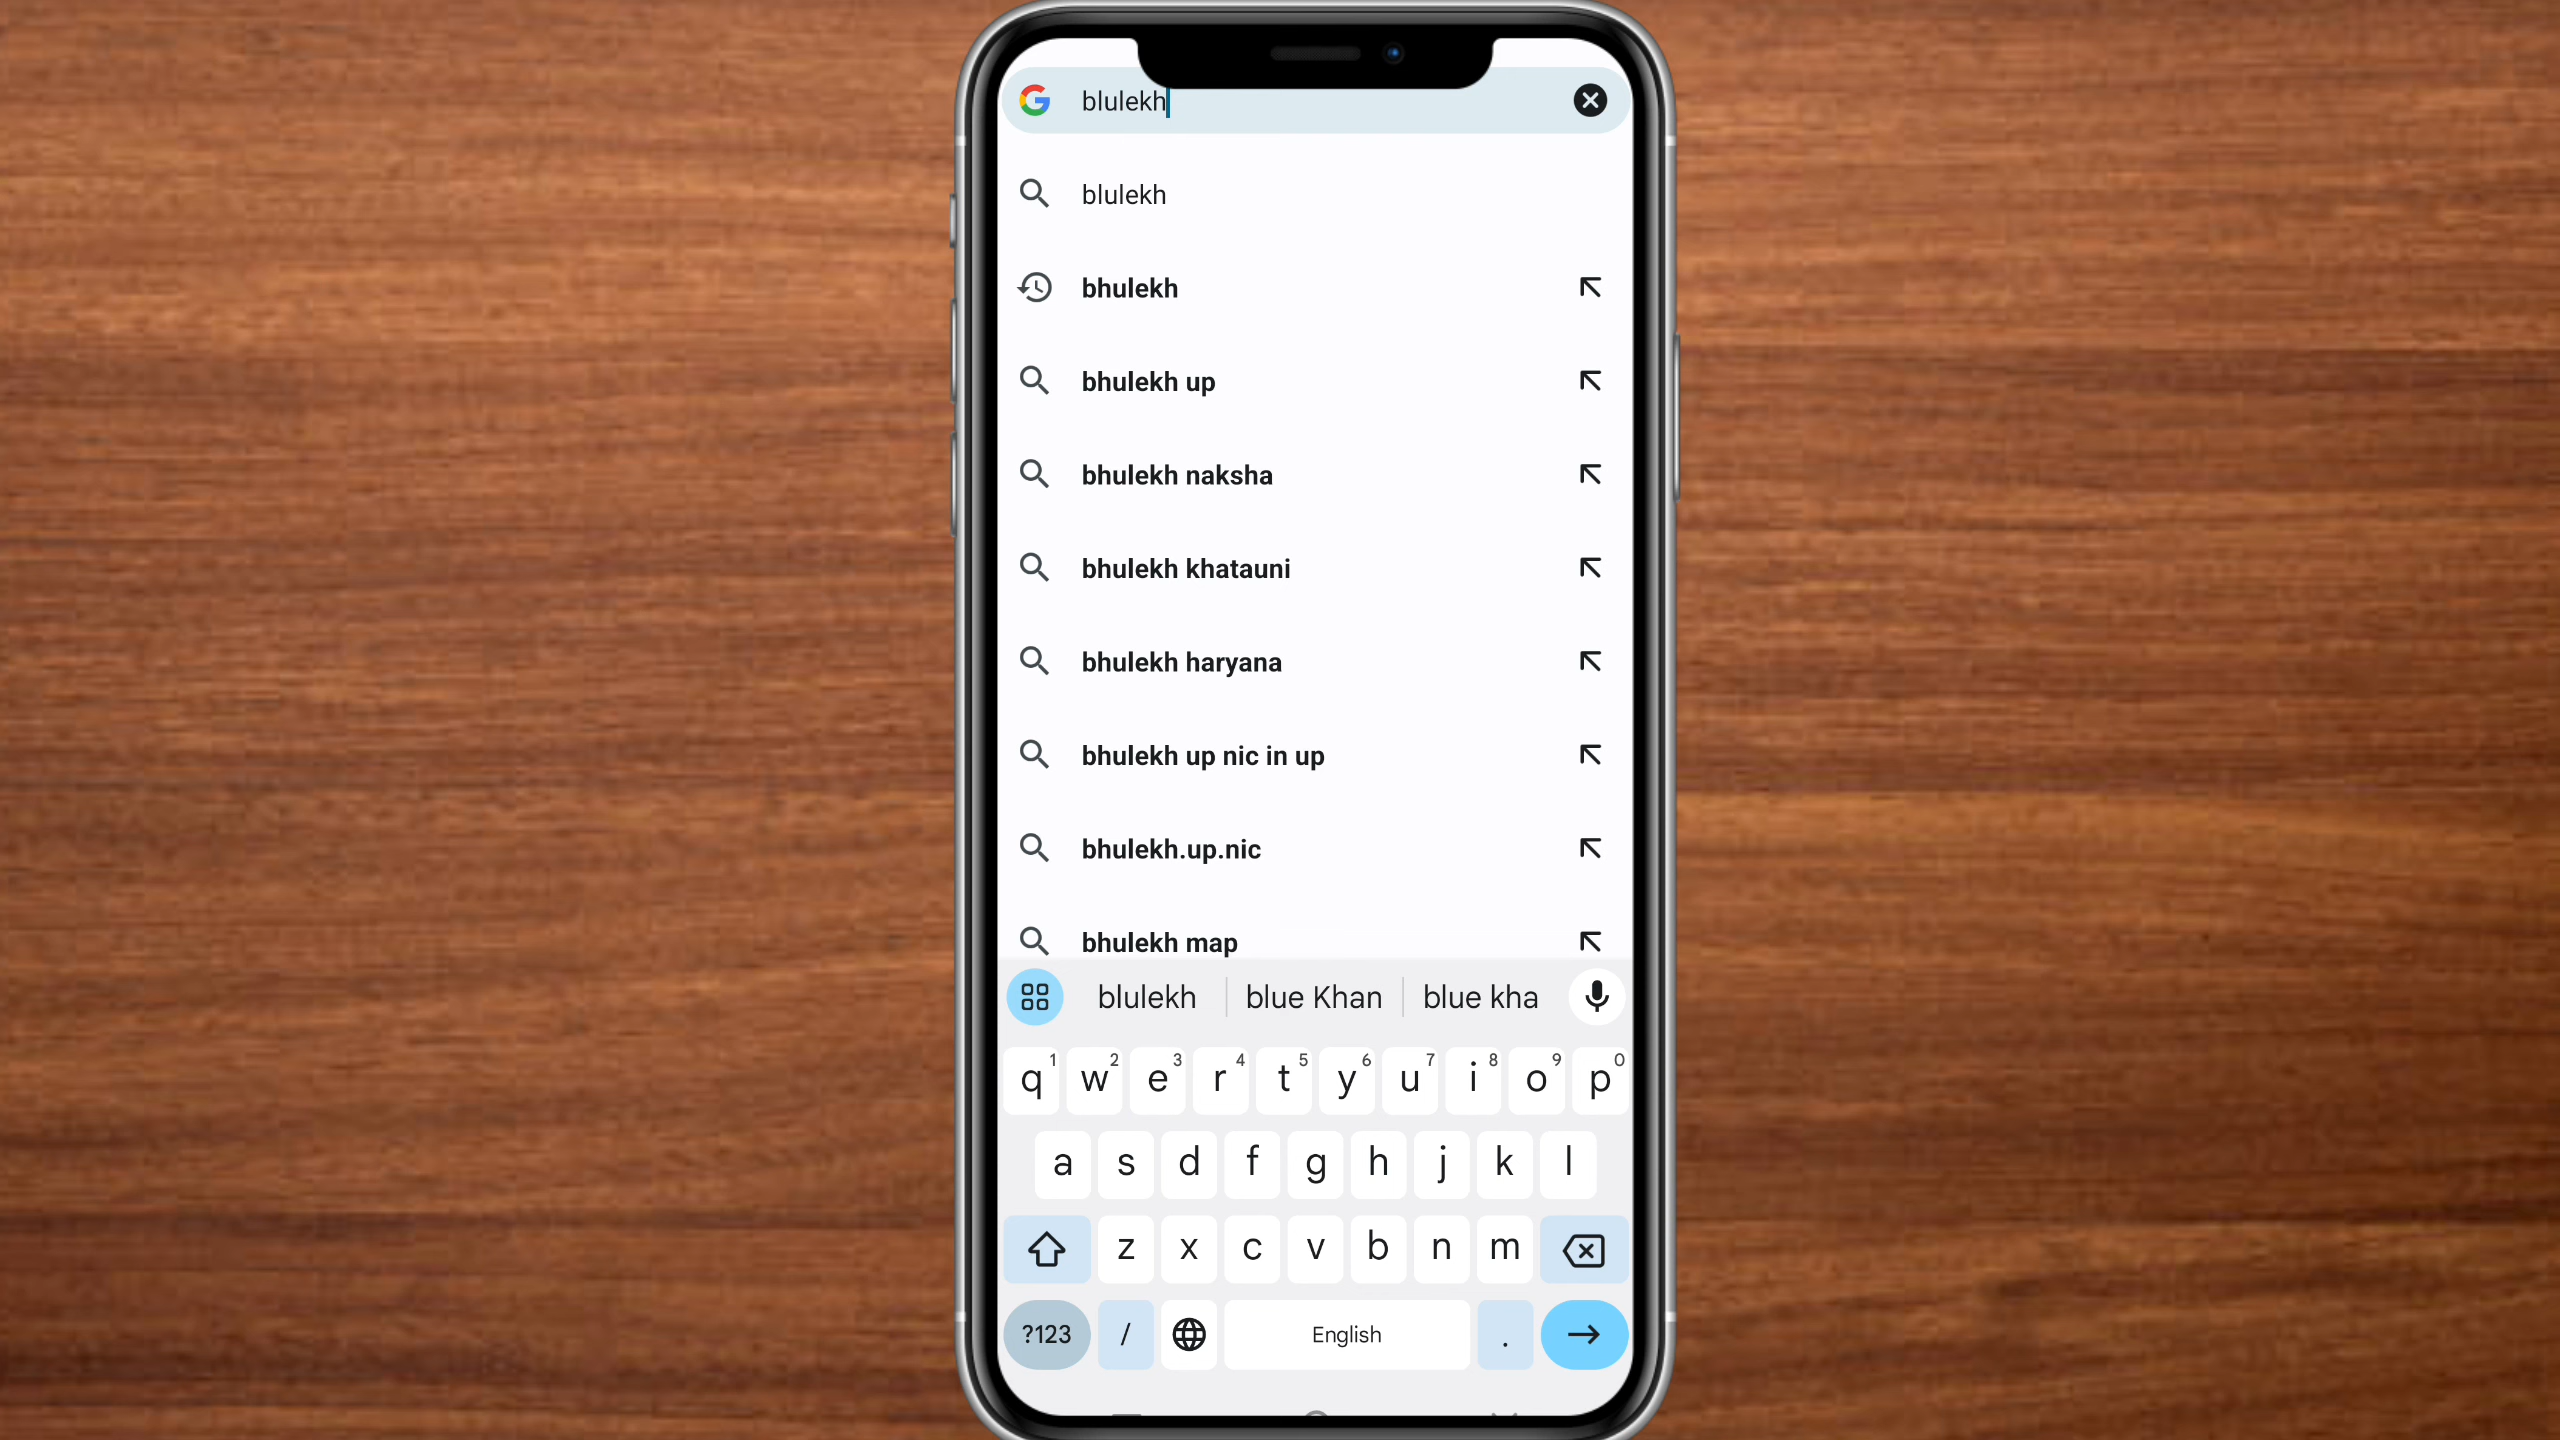 blulekh
blulekh
bhulekh
bhulekh up
bhulekh naksha
bhulekh khatauni
bhulekh haryana
bhulekh up nic in up
bhulekh.up.nic
bhulekh map
blulekh blue Khan blue kha
q1 w2 e3 r4 t5 y6 u7 i8 o9 p0
a s d f g h j k l
z x c v b n m
?123 / English .